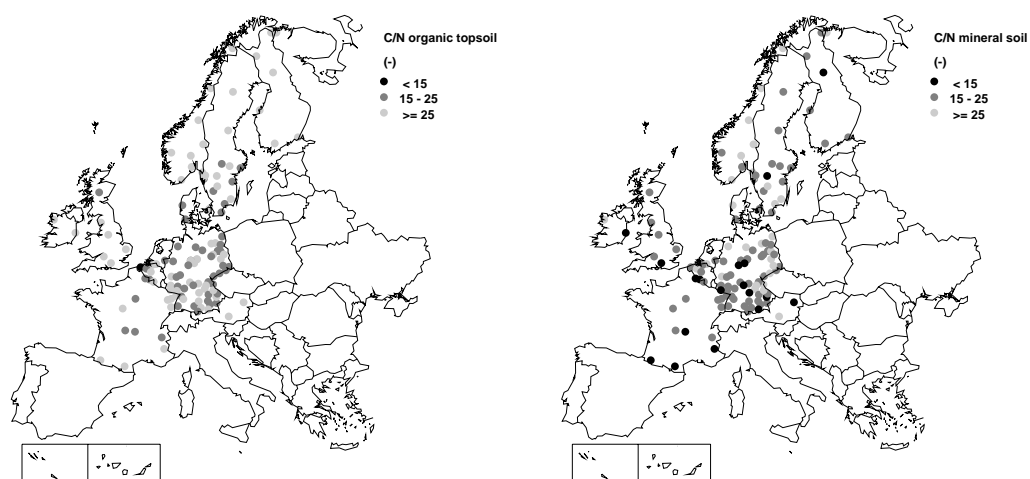 C/N organic topsoil
(-)
< 15
15 - 25
>= 25
C/N mineral soil
(-)
< 15
15 - 25
>= 25